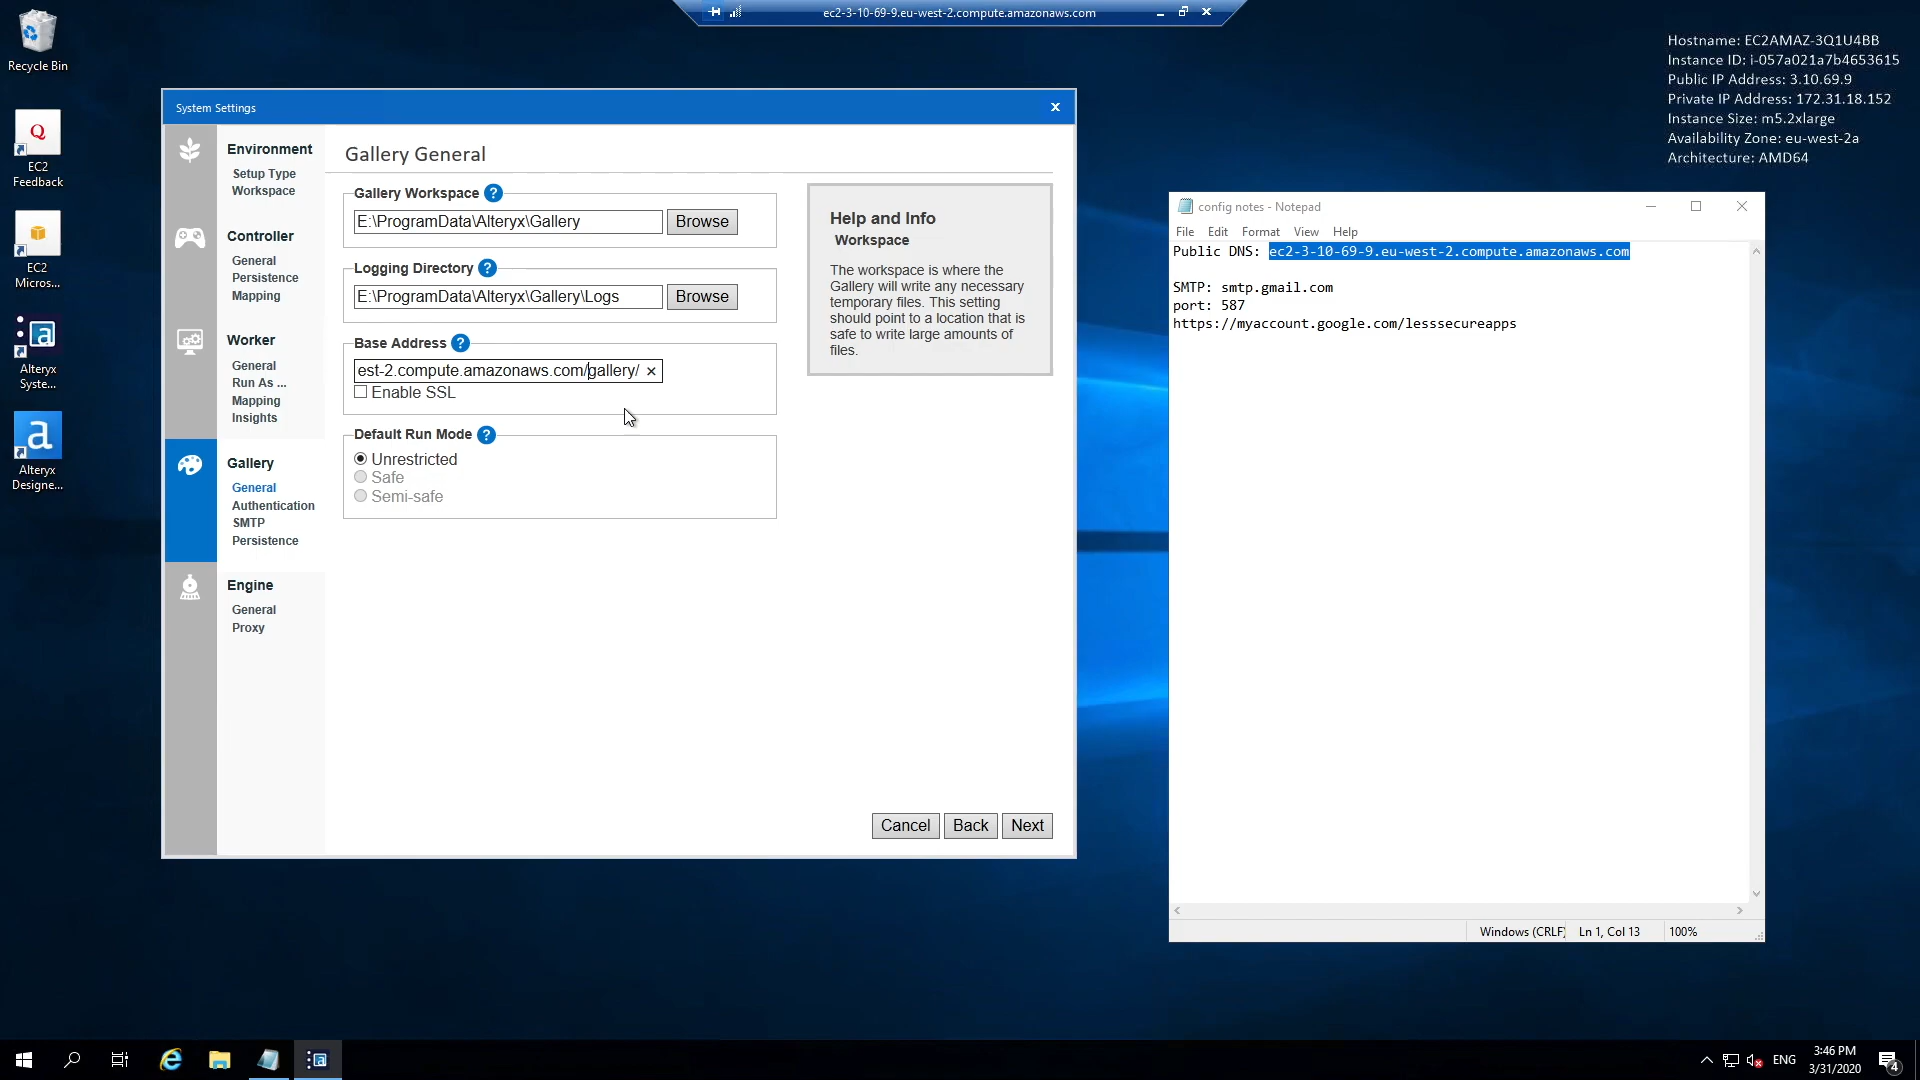 ec2-3-10-69-9.eu-west-2.compute.amazonaws.com
Recycle Bin
EC2
Feedback
EC2
Micros...
Alteryx
Syste...
Alteryx
Designe...
Hostname: EC2AMAZ-3Q1U4BB
Instance ID: i-057a021a7b4653615
Public IP Address: 3.10.69.9
Private IP Address: 172.31.18.152
Instance Size: m5.2xlarge
Availability Zone: eu-west-2a
Architecture: AMD64
System Settings
Environment
Setup Type
Workspace
Controller
General
Persistence
Mapping
Worker
General
Run As ...
Mapping
Insights
Gallery
General
Authentication
SMTP
Persistence
Engine
General
Proxy
Gallery General
Gallery Workspace ?
E:\ProgramData\Alteryx\Gallery Browse
Logging Directory ?
E:\ProgramData\Alteryx\Gallery\Logs Browse
Base Address ?
est-2.compute.amazonaws.com/gallery/
Enable SSL
Default Run Mode ?
Unrestricted
Safe
Semi-safe
Help and Info
Workspace
The workspace is where the
Gallery will write any necessary
temporary files. This setting
should point to a location that is
safe to write large amounts of
files.
Cancel Back Next
config notes - Notepad
File Edit Format View Help
Public DNS: ec2-3-10-69-9.eu-west-2.compute.amazonaws.com
SMTP: smtp.gmail.com
port: 587
https://myaccount.google.com/lesssecureapps
Windows (CRLF) Ln 1, Col 13 100%
ENG
3:46 PM
3/31/2020
4